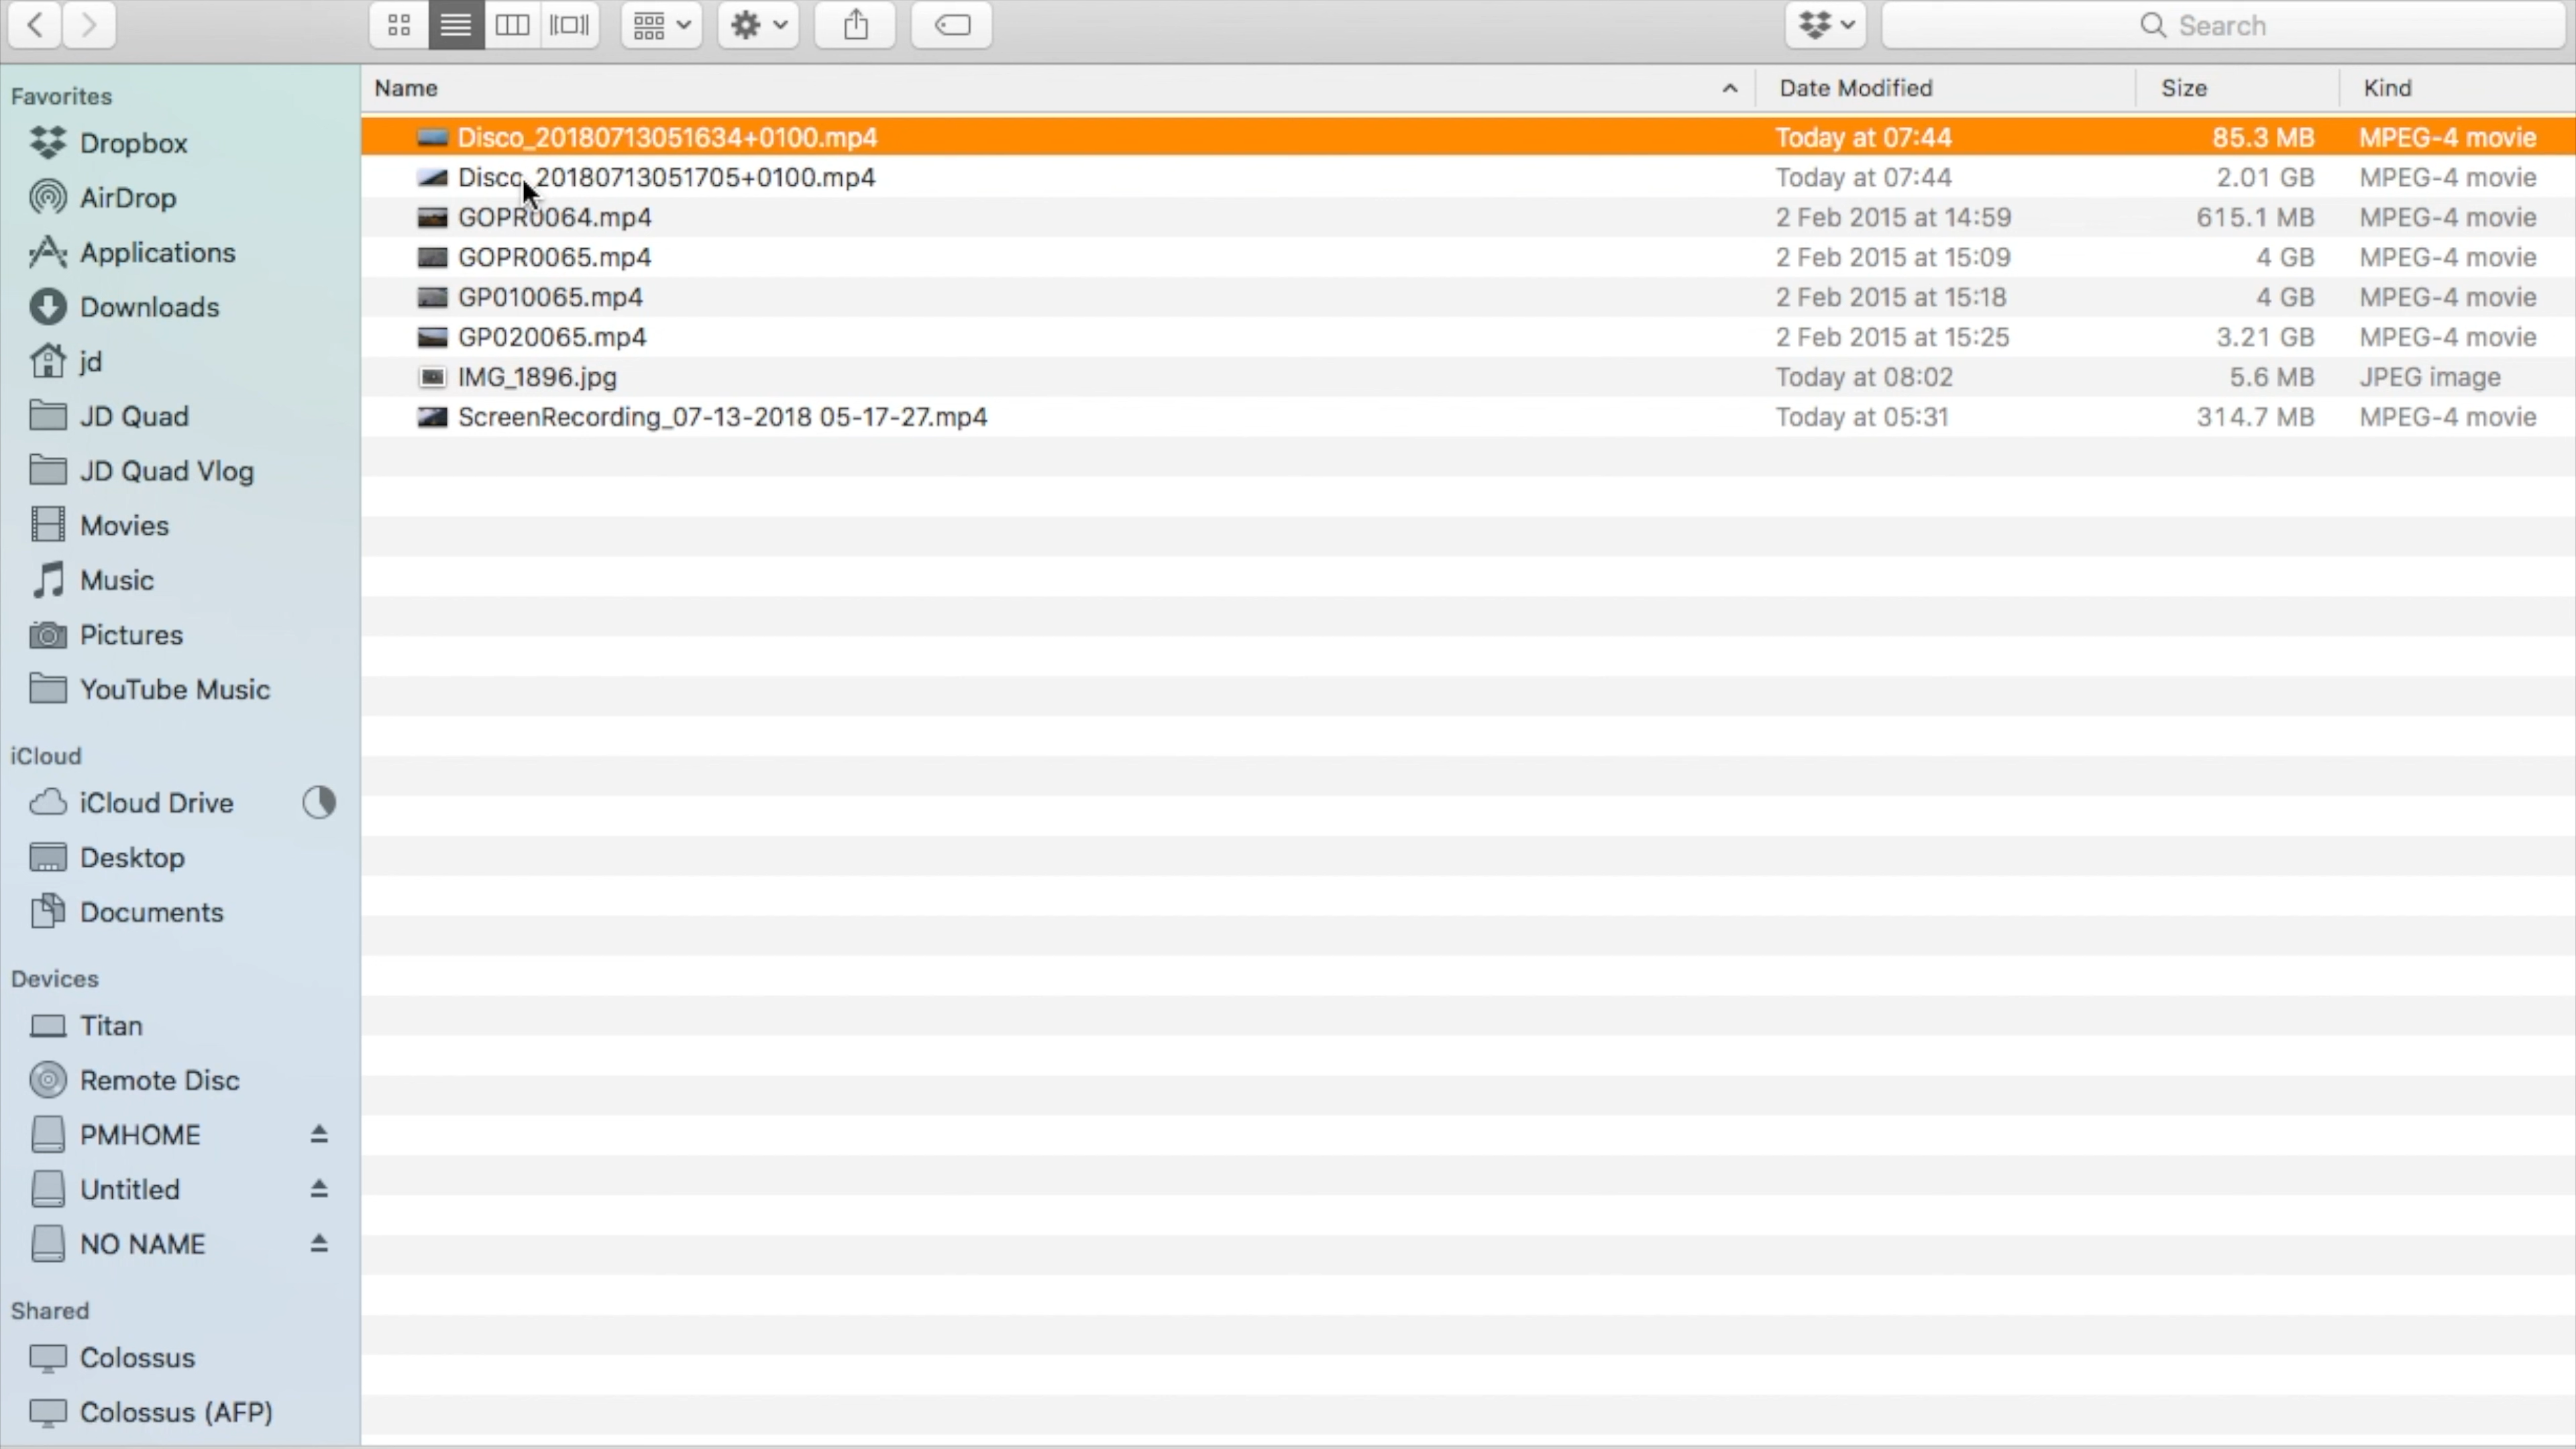 Search
Favorites
Dropbox
AirDrop
Applications
Downloads
jd
JD Quad
JD Quad Vlog
Movies
Music
Pictures
YouTube Music
iCloud
iCloud Drive
Desktop
Documents
Devices
Titan
Remote Disc
PMHOME
Untitled
NO NAME
Shared
Colossus
Colossus (AFP)
Name Date Modified Size Kind
Disco_20180713051634+0100.mp4 Today at 07:44 85.3 MB MPEG-4 movie
Disco_20180713051705+0100.mp4 Today at 07:44 2.01 GB MPEG-4 movie
GOPR0064.mp4 2 Feb 2015 at 14:59 615.1 MB MPEG-4 movie
GOPR0065.mp4 2 Feb 2015 at 15:09 4 GB MPEG-4 movie
GP010065.mp4 2 Feb 2015 at 15:18 4 GB MPEG-4 movie
GP020065.mp4 2 Feb 2015 at 15:25 3.21 GB MPEG-4 movie
IMG_1896.jpg Today at 08:02 5.6 MB JPEG image
ScreenRecording_07-13-2018 05-17-27.mp4 Today at 05:31 314.7 MB MPEG-4 movie